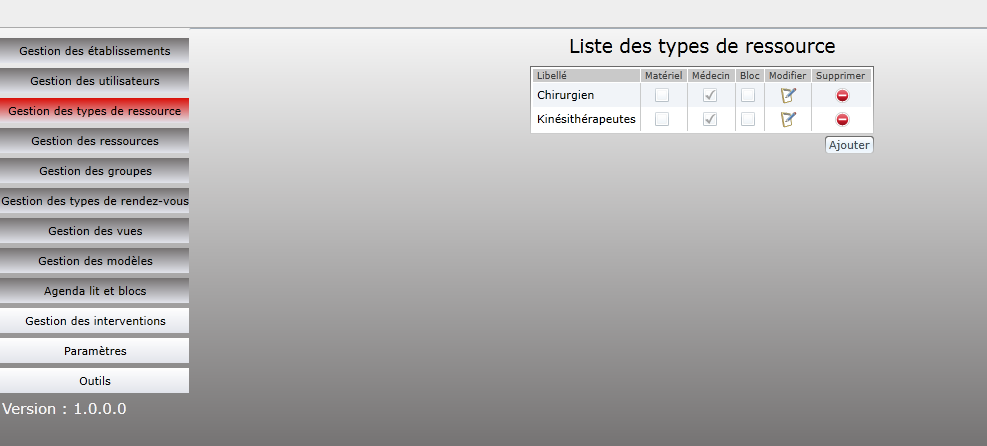 Gestion des établissements
Gestion des utilisateurs
Gestion des types de ressource
Gestion des ressources
Gestion des groupes
Gestion des types de rendez-vous
Gestion des vues
Gestion des modèles
Agenda lit et blocs
Gestion des interventions
Paramètres
Outils
Version : 1.0.0.0
Liste des types de ressource
Libellé Matériel Médecin Bloc Modifier Supprimer
Chirurgien
Kinésithérapeutes
Ajouter